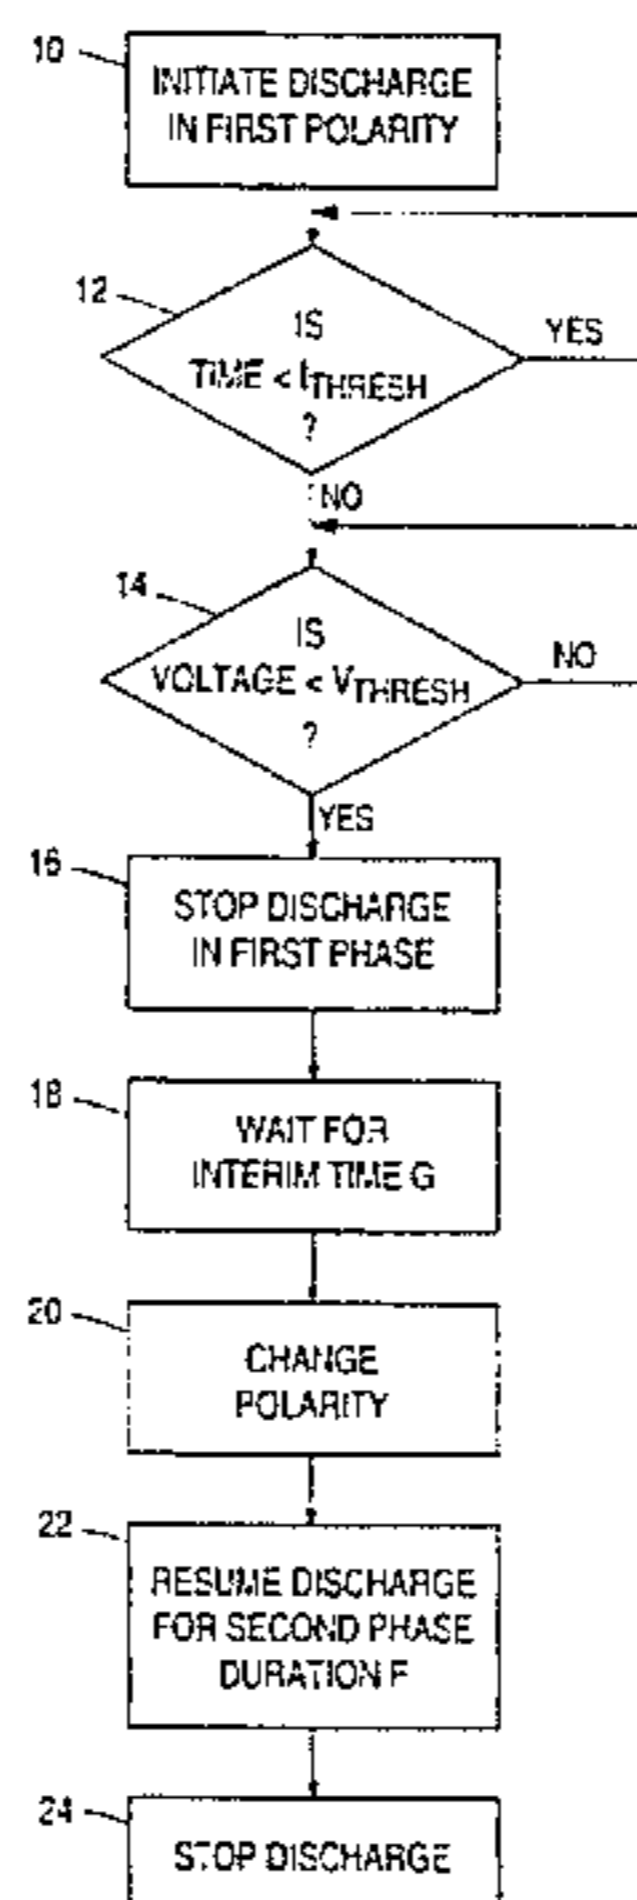 10
INITIATE DISCHARGE
IN FIRST POLARITY
12
IS
TIME < tTHRESH
?
YES
NO
14
IS
VOLTAGE < VTHRESH
?
NO
YES
16
STOP DISCHARGE
IN FIRST PHASE
18
WAIT FOR
INTERIM TIME G
20
CHANGE
POLARITY
22
RESUME DISCHARGE
FOR SECOND PHASE
DURATION F
24
STOP DISCHARGE